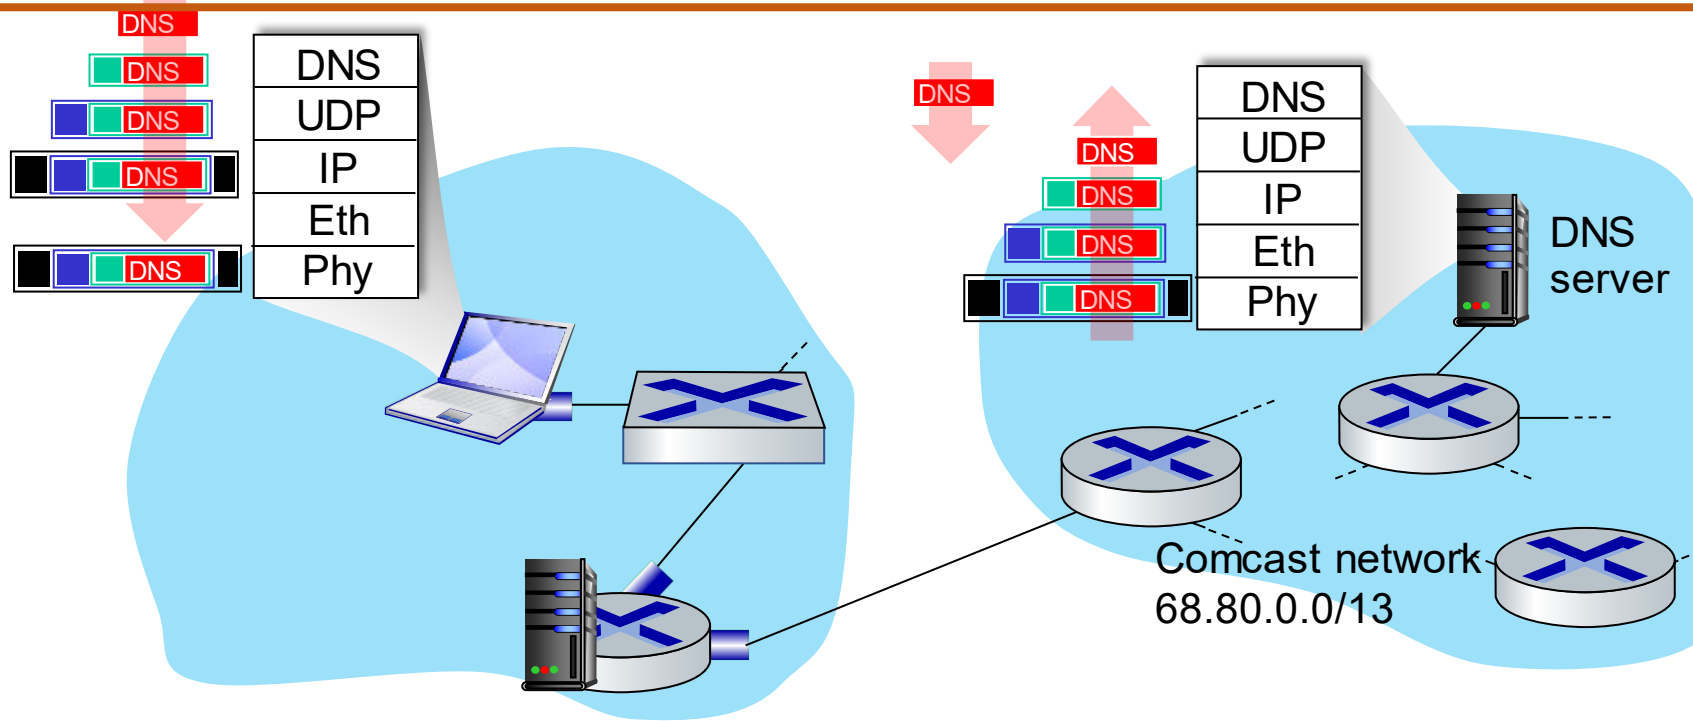 DNS
DNS
DNS
DNS
DNS
DNS
UDP
IP
Eth
Phy
DNS
DNS
DNS
DNS
DNS
DNS
UDP
IP
Eth
Phy
DNS
server
Comcast network
68.80.0.0/13